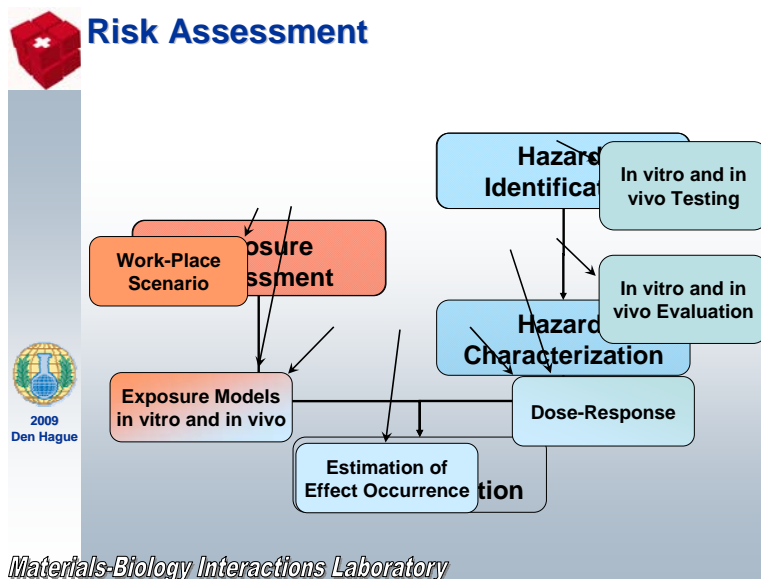 Risk Assessment
Hazard
Identificat
In vitro and in
vivo Testing
osure
ssment
Work-Place
Scenario
In vitro and in
vivo Evaluation
Hazard
Characterization
Exposure Models
in vitro and in vivo
Dose-Response
Estimation of
Effect Occurrence
tion
2009
Den Hague
Materials-Biology Interactions Laboratory